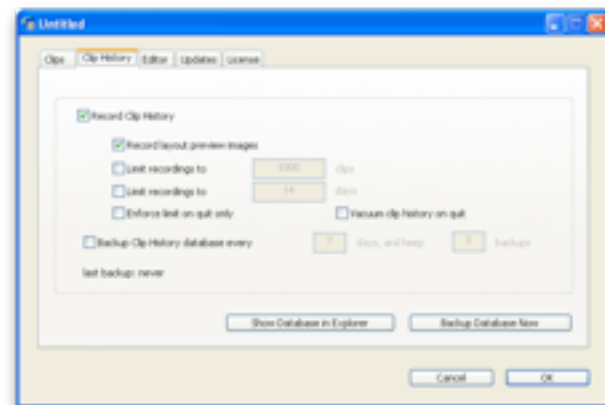 Untitled
Clips Clip History Editor Updates License
Record Clip History
Record layout preview images
Limit recordings to 1000 clips
Limit recordings to 14 days
Enforce limit on quit only Vacuum clip history on quit
Backup Clip History database every 7 days, and keep 3 backups
last backup: never
Show Database in Explorer Backup Database Now
Cancel OK